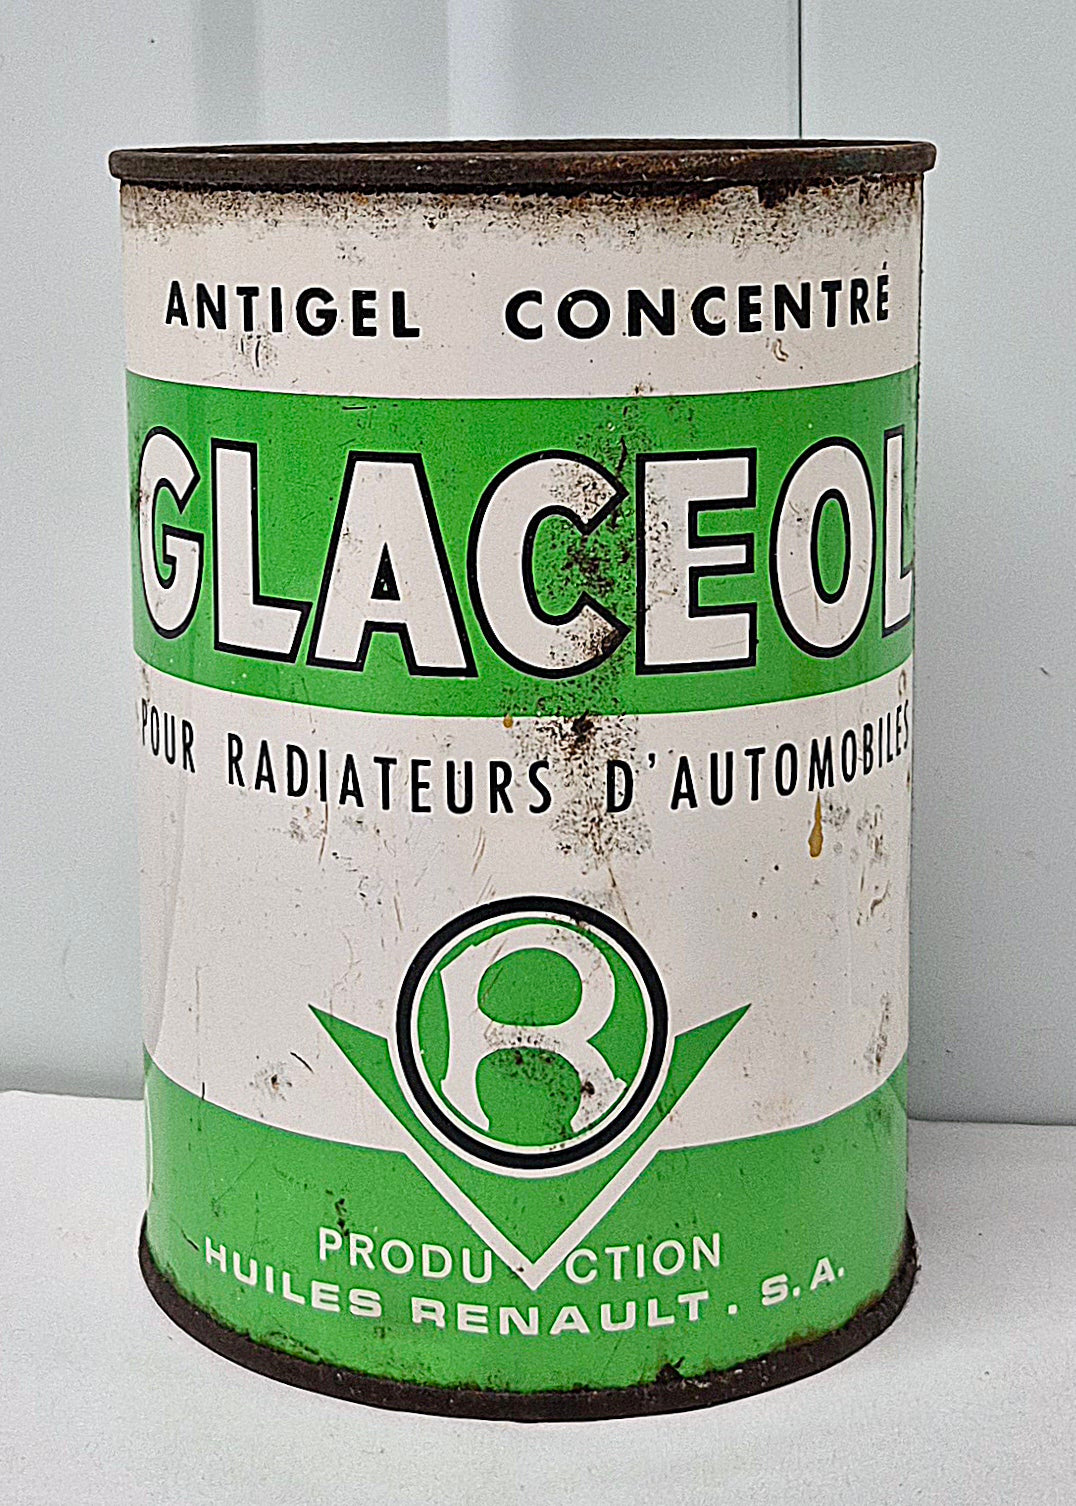 ANTIGEL CONCENTRÉ
GLACEOL
POUR RADIATEURS D'AUTOMOBILES
R
PRODUCTION
HUILES RENAULT. S.A.